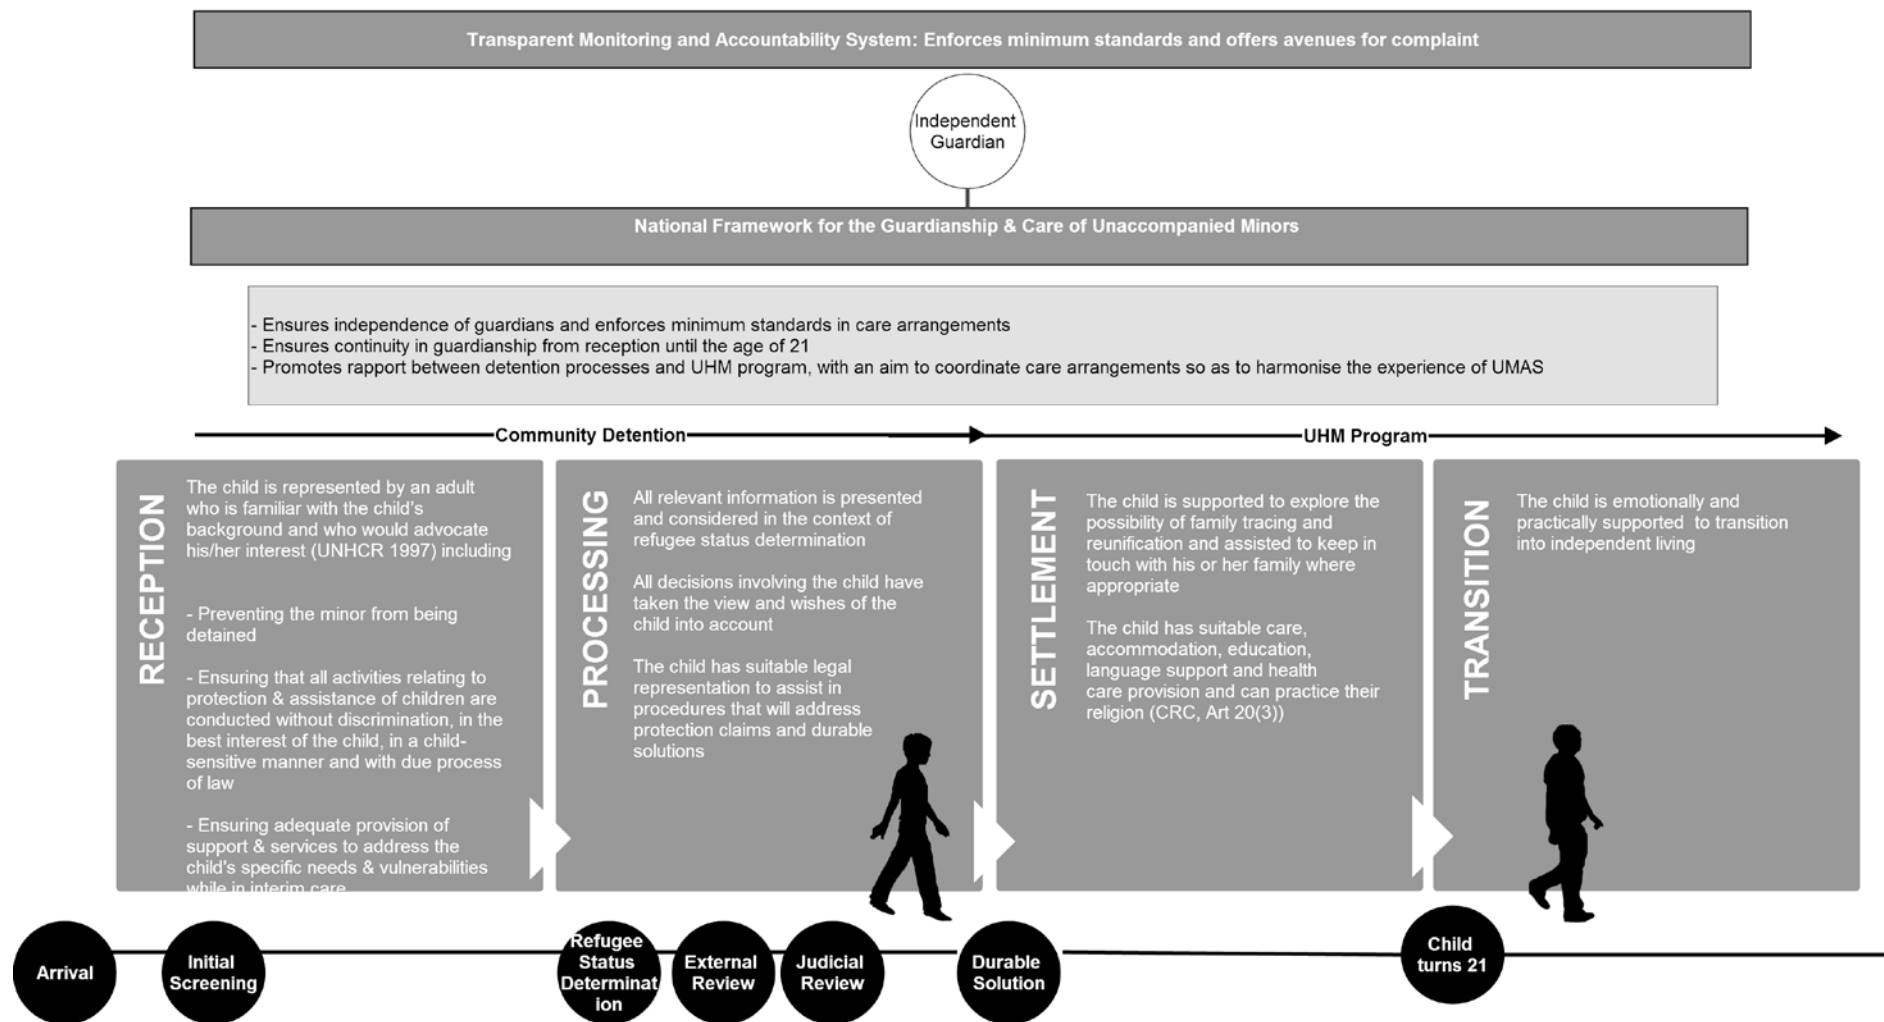 Transparent Monitoring and Accountability System: Enforces minimum standards and offers avenues for complaint
Independent
Guardian
National Framework for the Guardianship & Care of Unaccompanied Minors
- Ensures independence of guardians and enforces minimum standards in care arrangements
- Ensures continuity in guardianship from reception until the age of 21
- Promotes rapport between detention processes and UHM program, with an aim to coordinate care arrangements so as to harmonise the experience of UMAS
Community Detention
UHM Program
RECEPTION
The child is represented by an adult
who is familiar with the child's
background and who would advocate
his/her interest (UNHCR 1997) including
- Preventing the minor from being
detained
- Ensuring that all activities relating to
protection & assistance of children are
conducted without discrimination, in the
best interest of the child, in a child-
sensitive manner and with due process
of law
- Ensuring adequate provision of
support & services to address the
child's specific needs & vulnerabilities
while in interim care
PROCESSING
All relevant information is presented
and considered in the context of
refugee status determination
All decisions involving the child have
taken the view and wishes of the
child into account
The child has suitable legal
representation to assist in
procedures that will address
protection claims and durable
solutions
SETTLEMENT
The child is supported to explore the
possibility of family tracing and
reunification and assisted to keep in
touch with his or her family where
appropriate
The child has suitable care,
accommodation, education,
language support and health
care provision and can practice their
religion (CRC, Art 20(3))
TRANSITION
The child is emotionally and
practically supported to transition
into independent living
Arrival
Initial
Screening
Refugee
Status
Determinat
ion
External
Review
Judicial
Review
Durable
Solution
Child
turns 21